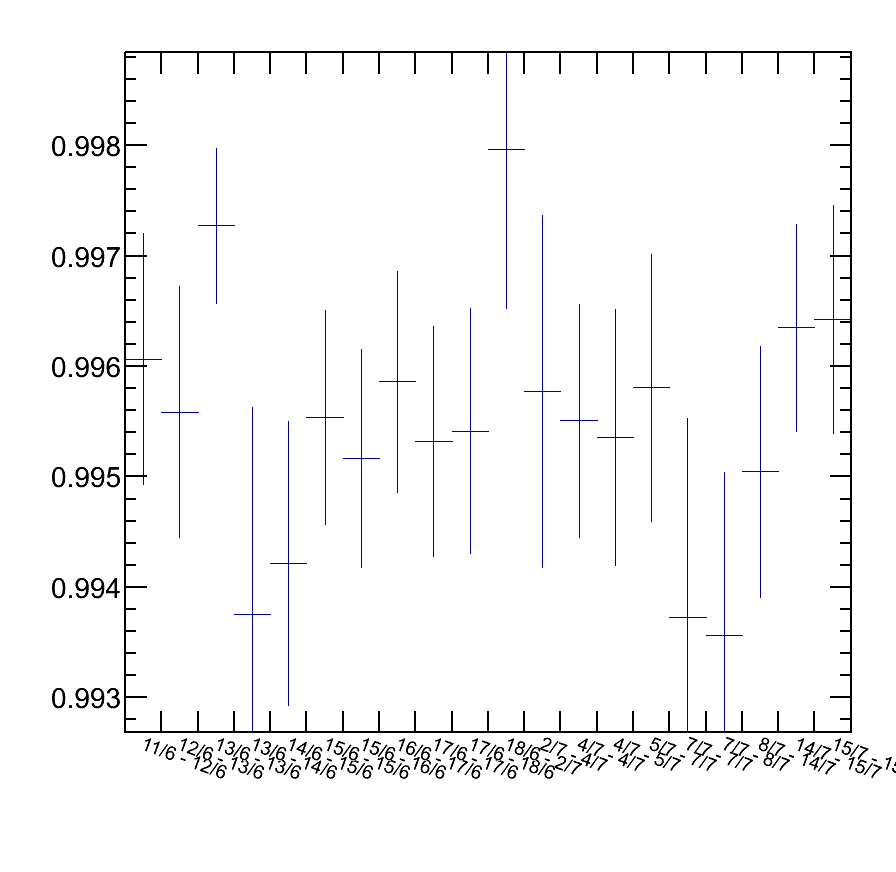 0.998
0.997
0.996
0.995
0.994
0.993
11/6 - 12/6
12/6 - 13/6
13/6 - 13/6
13/6 - 14/6
14/6 - 15/6
15/6 - 15/6
15/6 - 16/6
16/6 - 17/6
17/6 - 17/6
17/6 - 18/6
18/6 - 2/7
2/7 - 4/7
4/7 - 4/7
4/7 - 5/7
5/7 - 7/7
7/7 - 7/7
7/7 - 8/7
8/7 - 14/7
14/7 - 15/7
15/7 -